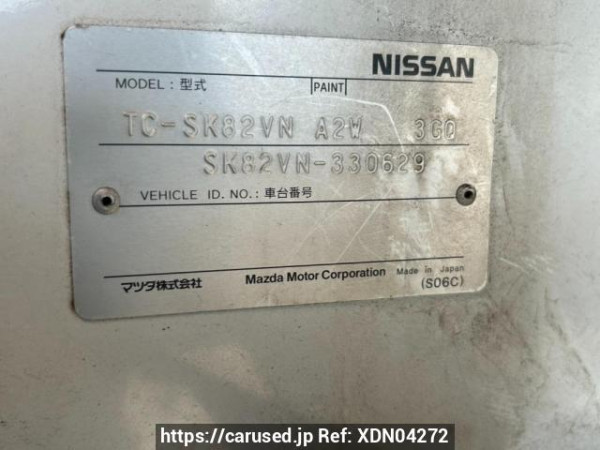 NISSAN
MODEL : 型式 PAINT
TC-SK82VN A2W 3GQ
SK82VN-330629
VEHICLE ID. NO. : 車台番号
マツダ株式会社 Mazda Motor Corporation Made in Japan
(S06C)
https://carused.jp Ref: XDN04272